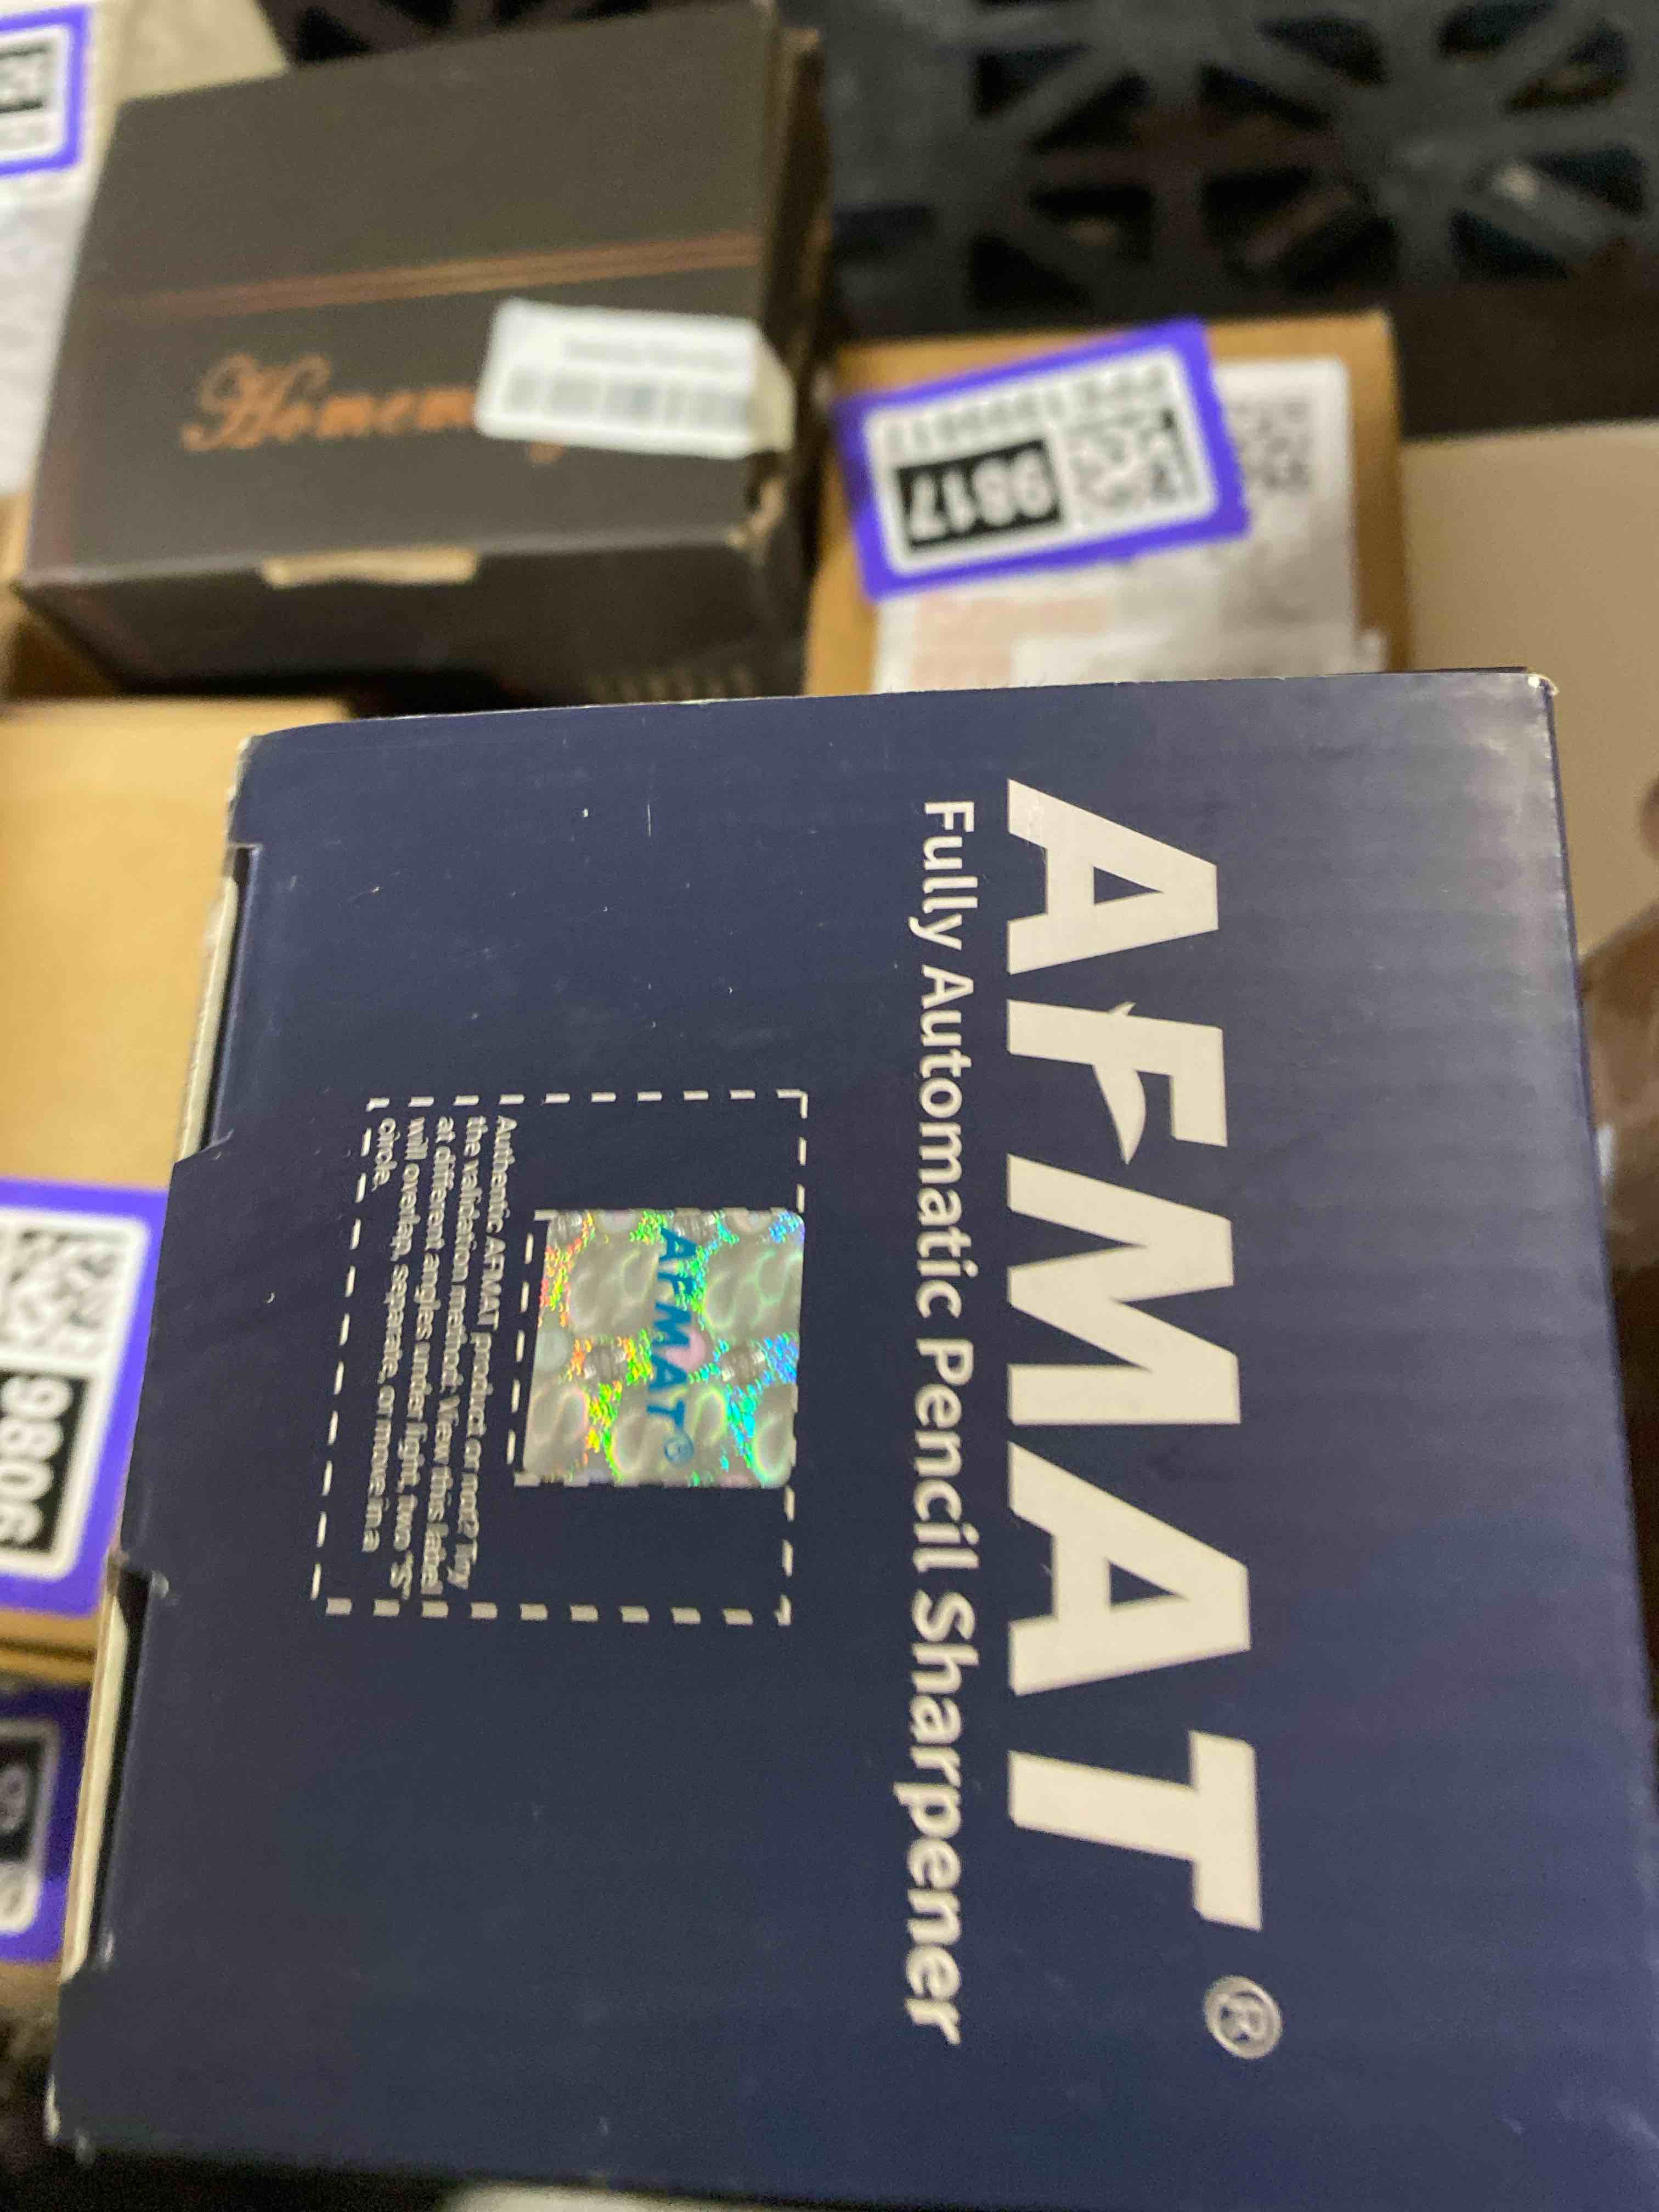 AFMAT®
Fully Automatic Pencil Sharpener
AFMAT®
Authentic AFMAT product or not? Try
the validation method: View this label
at different angles under light, two "S"
will overlap, separate, or move in a
circle.
9817
9806